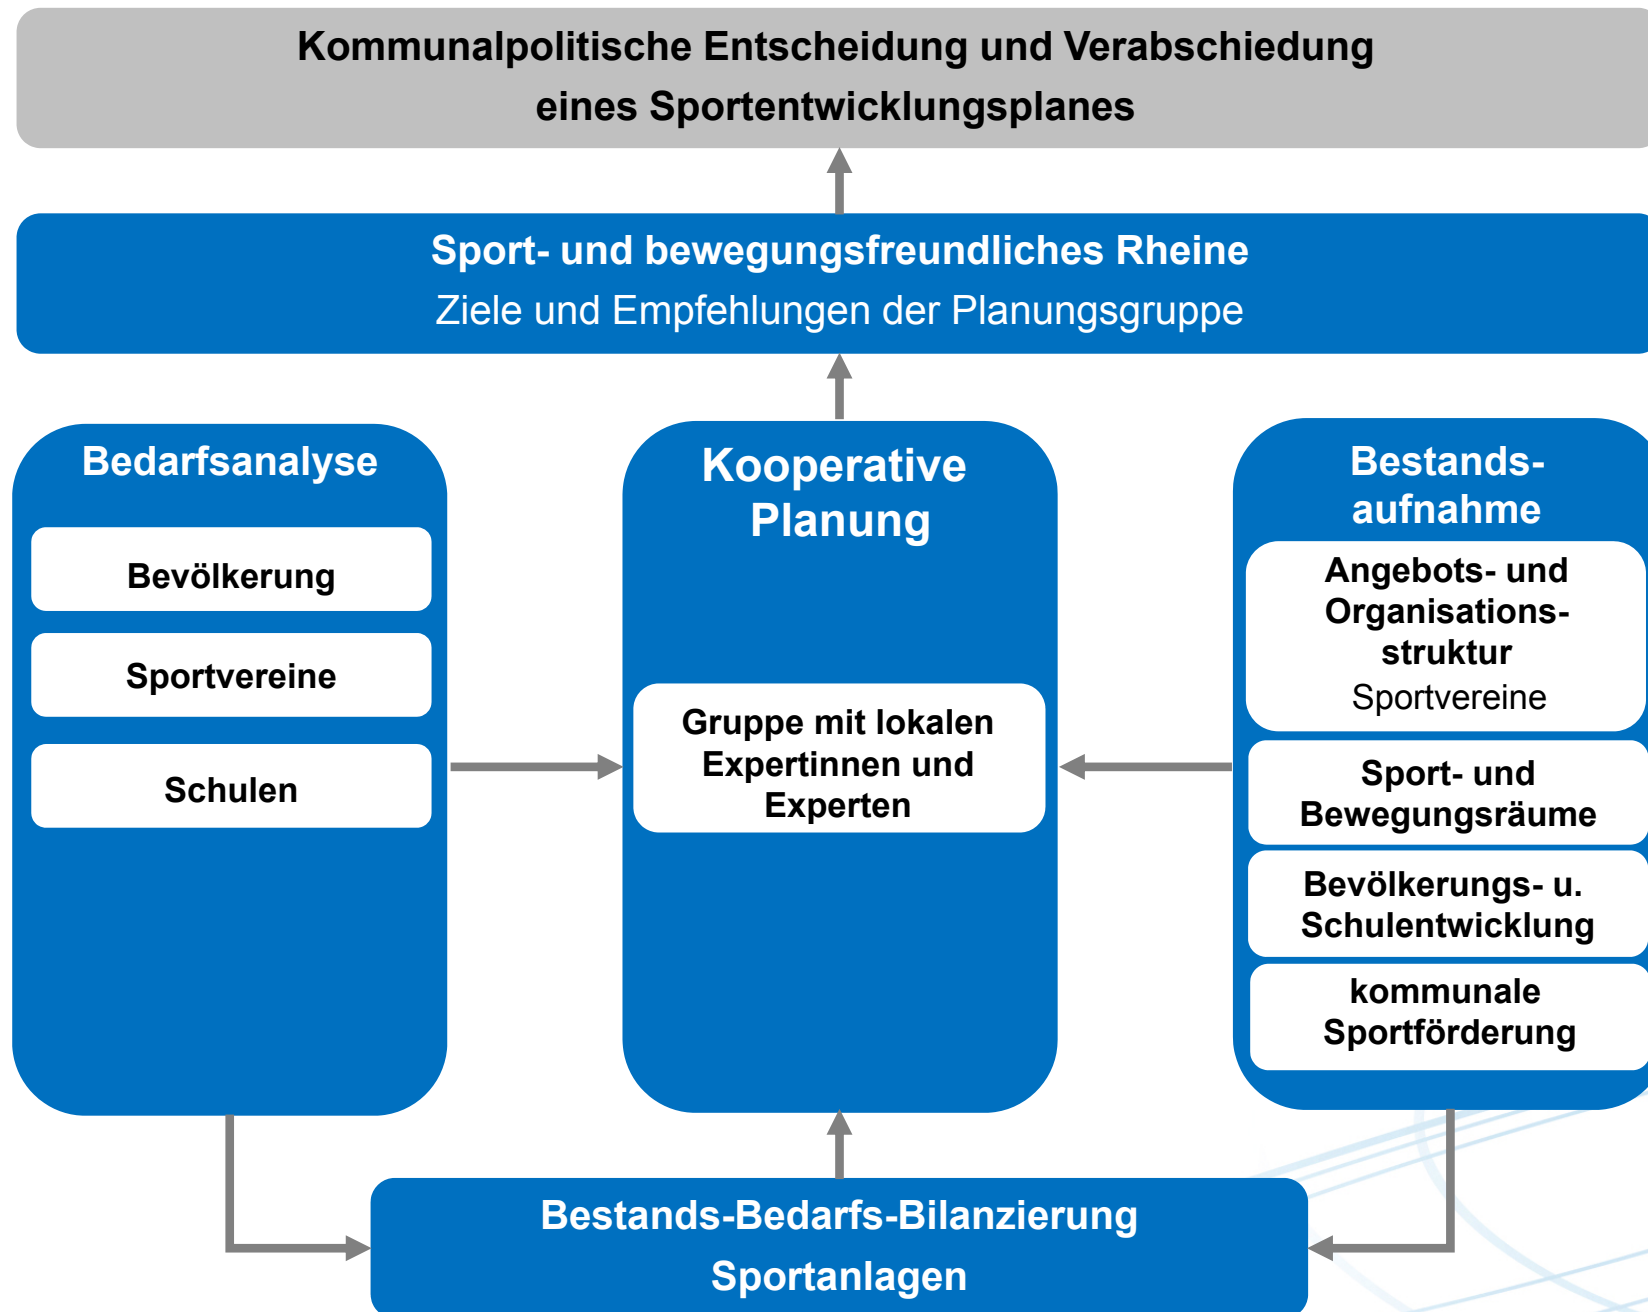 Kommunalpolitische Entscheidung und Verabschiedung
eines Sportentwicklungsplanes
Sport- und bewegungsfreundliches Rheine
Ziele und Empfehlungen der Planungsgruppe
Bedarfsanalyse
Bevölkerung
Sportvereine
Schulen
Kooperative
Planung
Gruppe mit lokalen
Expertinnen und
Experten
Bestands-
aufnahme
Angebots- und
Organisations-
struktur
Sportvereine
Sport- und
Bewegungsräume
Bevölkerungs- u.
Schulentwicklung
kommunale
Sportförderung
Bestands-Bedarfs-Bilanzierung
Sportanlagen